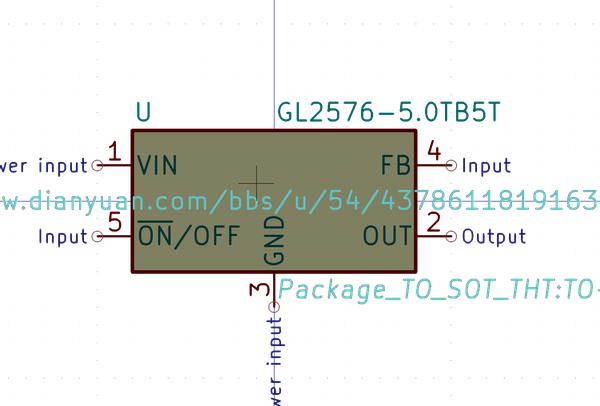 U GL2576-5.0TB5T
wer input 1 VIN FB 4 Input
w.dianyuan.com/bbs/u/54/4378611819163
Input 5 ON/OFF GND OUT 2 Output
3 Package_TO_SOT_THT:TO-
wer input